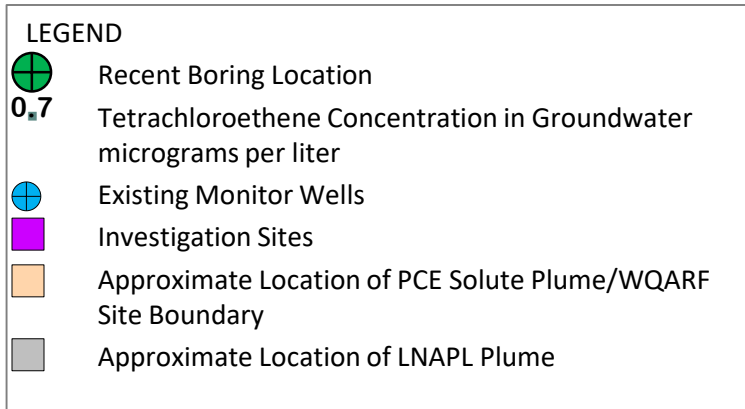 LEGEND
Recent Boring Location
0.7
Tetrachloroethene Concentration in Groundwater
micrograms per liter
Existing Monitor Wells
Investigation Sites
Approximate Location of PCE Solute Plume/WQARF
Site Boundary
Approximate Location of LNAPL Plume